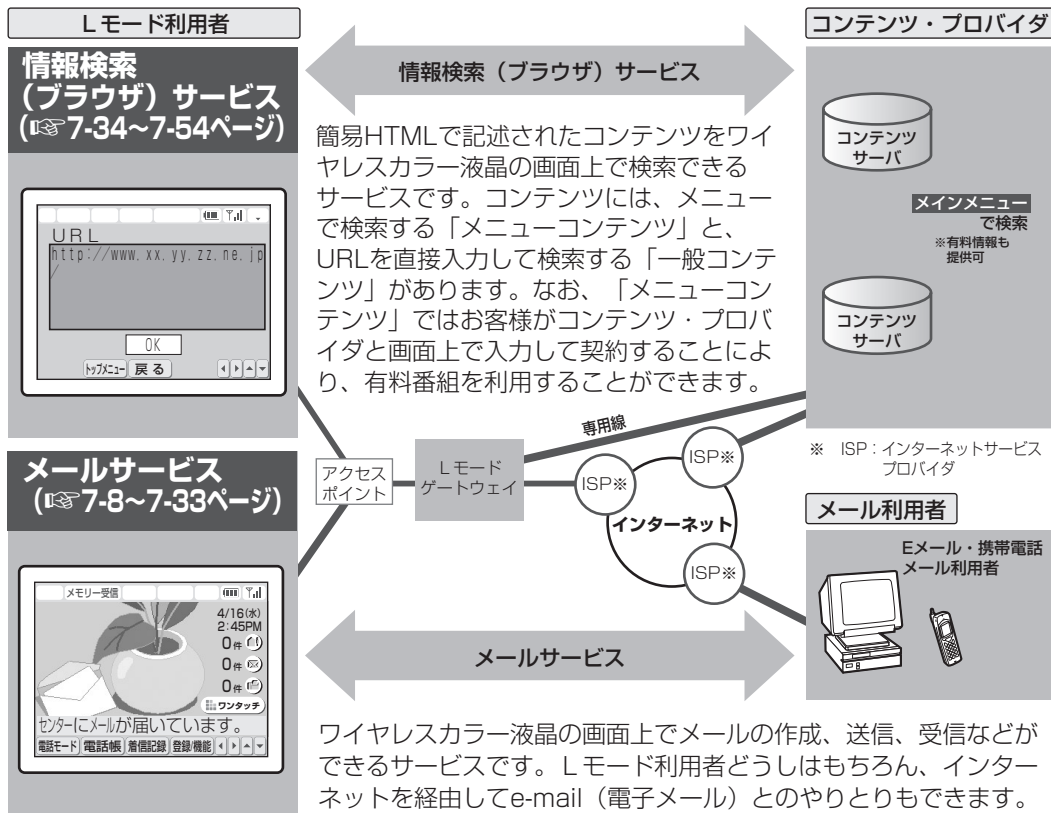 Ｌモード利用者
情報検索
（ブラウザ）サービス
（☞7-34～7-54ページ）
URL
http://www.xx.yy.zz.ne.jp
/
OK
トップメニュー 戻る
情報検索（ブラウザ）サービス
簡易HTMLで記述されたコンテンツをワイ
ヤレスカラー液晶の画面上で検索できる
サービスです。コンテンツには、メニュー
で検索する「メニューコンテンツ」と、
URLを直接入力して検索する「一般コンテ
ンツ」があります。なお、「メニューコン
テンツ」ではお客様がコンテンツ・プロバ
イダと画面上で入力して契約することによ
り、有料番組を利用することができます。
コンテンツ・プロバイダ
コンテンツ
サーバ
メインメニュー
で検索
※有料情報も
提供可
コンテンツ
サーバ
※　ISP：インターネットサービス
プロバイダ
専用線
アクセス
ポイント
Ｌモード
ゲートウェイ
ISP※
ISP※
インターネット
ISP※
メールサービス
（☞7-8～7-33ページ）
メモリー受信
4/16(水)
2:45PM
0件
0件
0件
ワンタッチ
センターにメールが届いています。
電話モード 電話帳 着信記録 登録/機能
メール利用者
Eメール・携帯電話
メール利用者
メールサービス
ワイヤレスカラー液晶の画面上でメールの作成、送信、受信などが
できるサービスです。Ｌモード利用者どうしはもちろん、インター
ネットを経由してe-mail（電子メール）とのやりとりもできます。